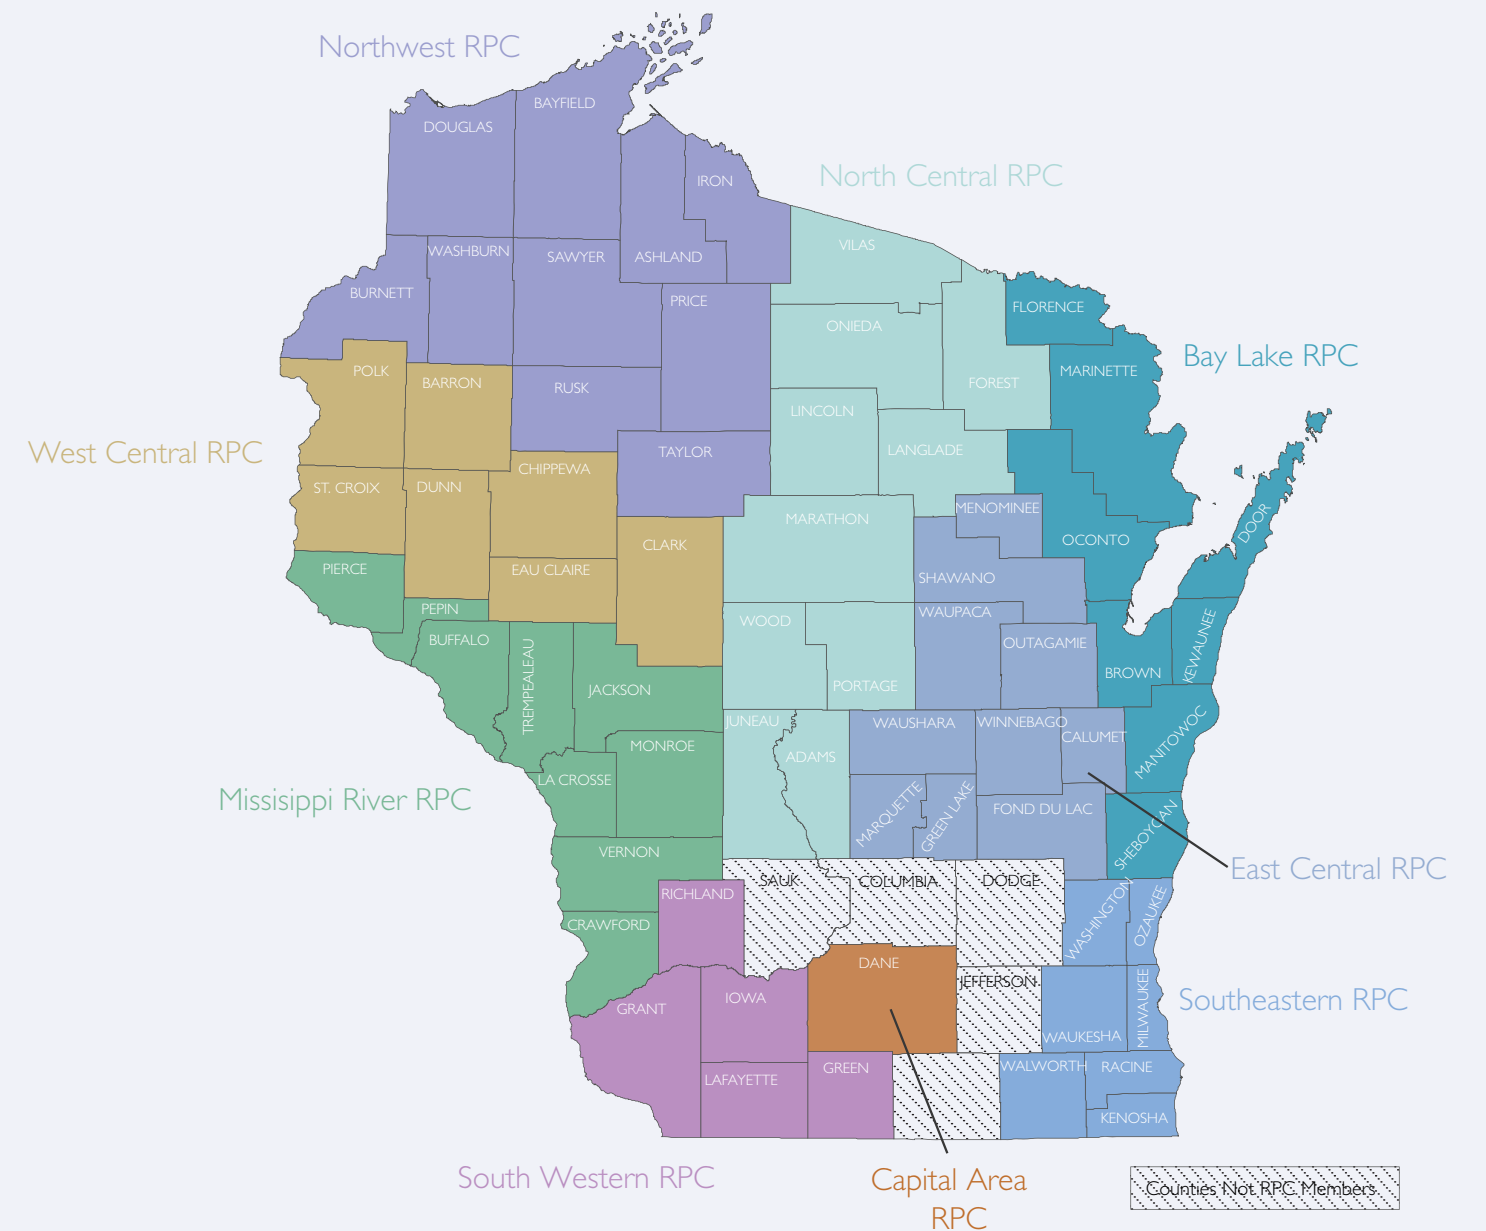 Northwest RPC
BAYFIELD
DOUGLAS
IRON
North Central RPC
VILAS
WASHBURN
SAWYER
ASHLAND
BURNETT
PRICE
FLORENCE
ONIEDA
Bay Lake RPC
POLK
BARRON
RUSK
FOREST
MARINETTE
LINCOLN
West Central RPC
TAYLOR
LANGLADE
CHIPPEWA
ST. CROIX
DUNN
MENOMINEE
MARATHON
DOOR
CLARK
OCONTO
PIERCE
EAU CLAIRE
SHAWANO
PEPIN
WAUPACA
WOOD
BUFFALO
OUTAGAMIE
KEWAUNEE
TREMPEALEAU
JACKSON
PORTAGE
BROWN
JUNEAU
WAUSHARA
WINNEBAGO
CALUMET
MANITOWOC
MONROE
ADAMS
LA CROSSE
Missisippi River RPC
MARQUETTE
GREEN LAKE
FOND DU LAC
SHEBOYGAN
VERNON
East Central RPC
SAUK
COLUMBIA
DODGE
RICHLAND
WASHINGTON
OZAUKEE
CRAWFORD
DANE
JEFFERSON
IOWA
GRANT
Southeastern RPC
MILWAUKEE
WAUKESHA
WALWORTH
RACINE
GREEN
LAFAYETTE
KENOSHA
South Western RPC
Capital Area
RPC
Counties Not RPC Members